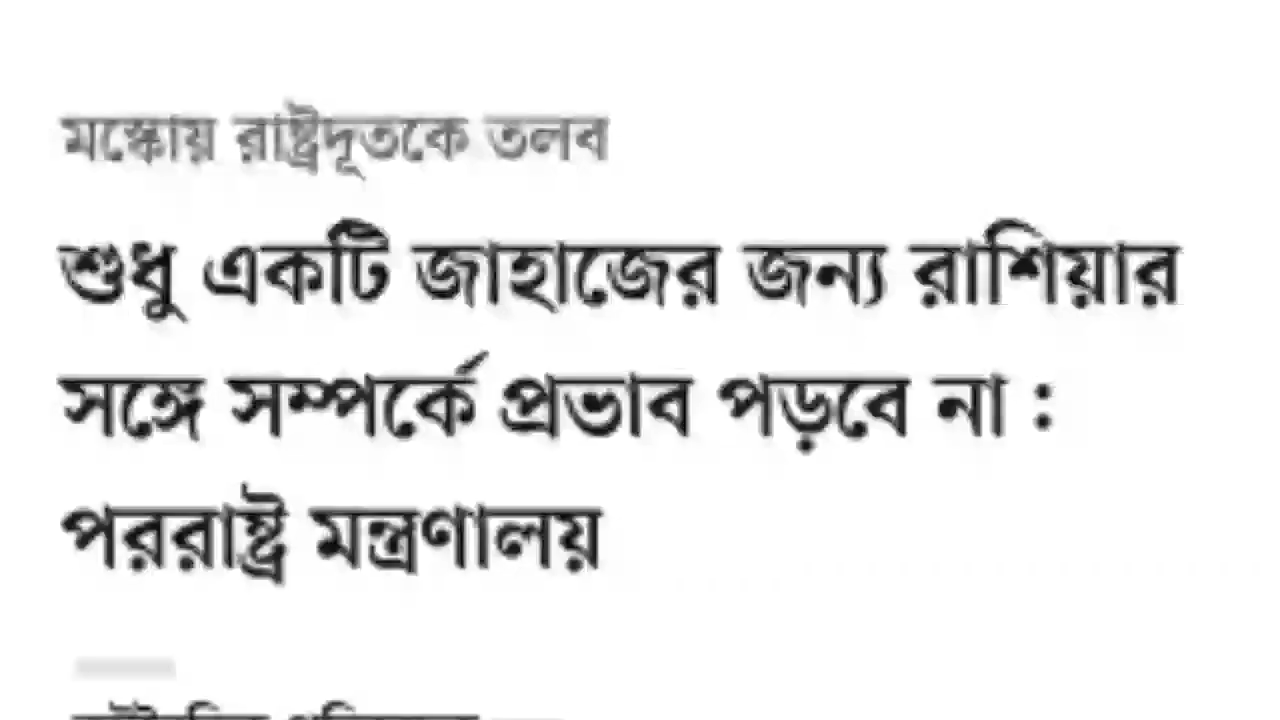 মস্কোয় রাষ্ট্রদূতকে তলব
শুধু একটি জাহাজের জন্য রাশিয়ার
সঙ্গে সম্পর্কে প্রভাব পড়বে না :
পররাষ্ট্র মন্ত্রণালয়